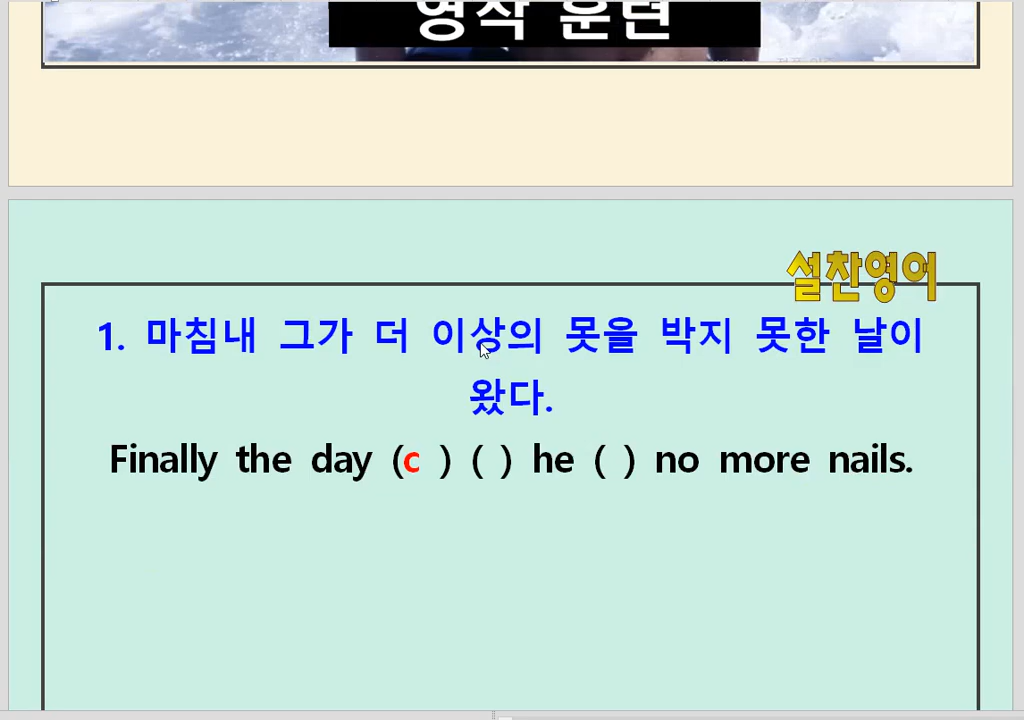 영작 훈련
설찬영어
1. 마침내 그가 더 이상의 못을 박지 못한 날이
왔다.
Finally the day (c ) ( ) he ( ) no more nails.